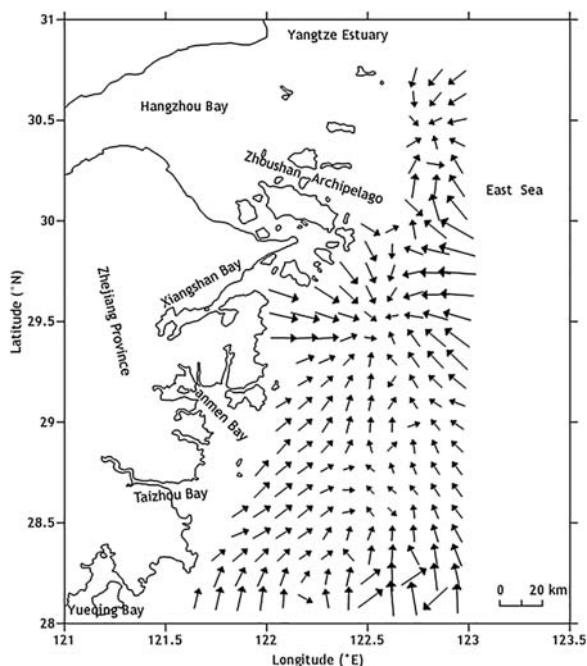 31
Yangtze Estuary
Hangzhou Bay
30.5
Zhoushan Archipelago
East Sea
30
Xiangshan Bay
Zhejiang Province
Latitude (°N)
29.5
Sanmen Bay
29
Taizhou Bay
28.5
Yueqing Bay
0 20 km
28
121 121.5 122 122.5 123 123.5
Longitude (°E)